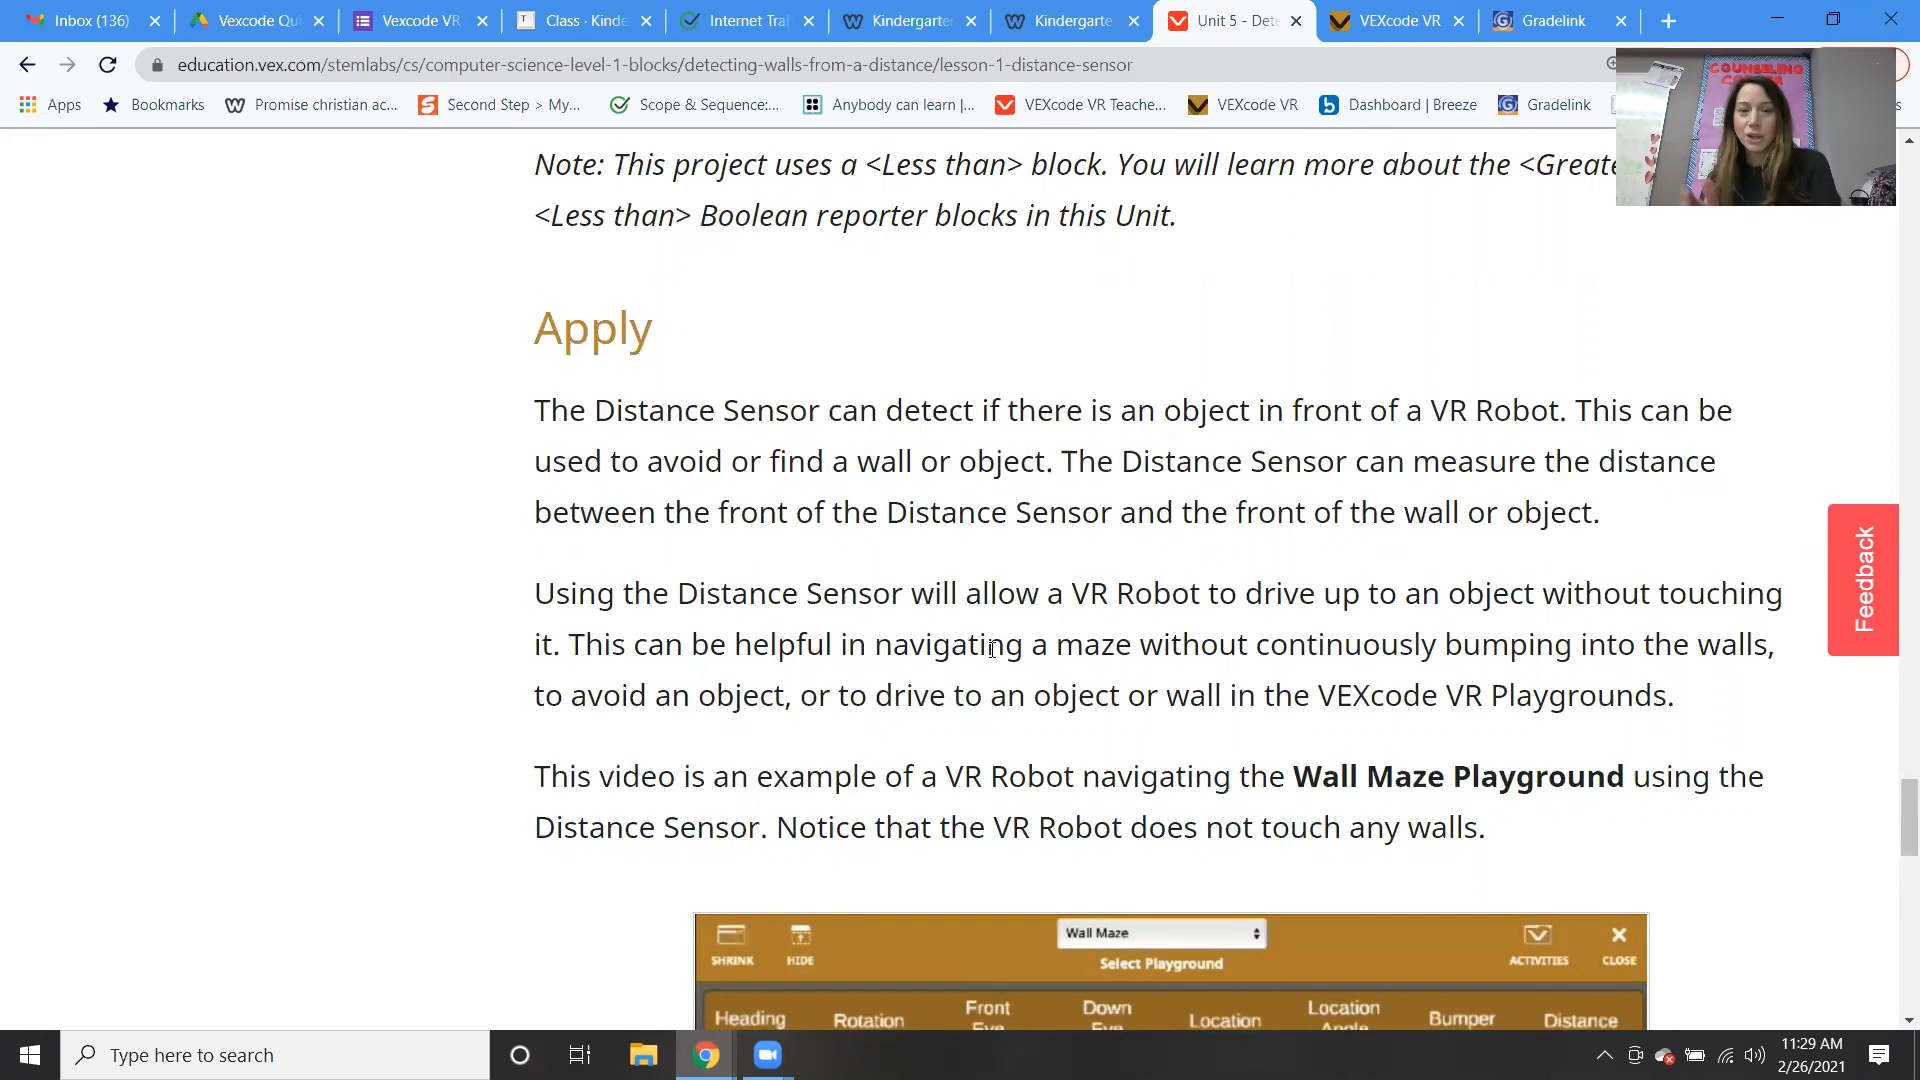 Inbox (136)
Vexcode Qui
Vexcode VR
Class · Kinde
Internet Tra
Kindergarte
Kindergarte
Unit 5 - Det
VEXcode VR
Gradelink
education.vex.com/stemlabs/cs/computer-science-level-1-blocks/detecting-walls-from-a-distance/lesson-1-distance-sensor
Apps
Bookmarks
Promise christian ac...
Second Step > My...
Scope & Sequence:...
Anybody can learn |...
VEXcode VR Teache...
VEXcode VR
Dashboard | Breeze
Gradelink
COUNSELING
Note: This project uses a <Less than> block. You will learn more about the <Greate
<Less than> Boolean reporter blocks in this Unit.
Apply
The Distance Sensor can detect if there is an object in front of a VR Robot. This can be
used to avoid or find a wall or object. The Distance Sensor can measure the distance
between the front of the Distance Sensor and the front of the wall or object.
Using the Distance Sensor will allow a VR Robot to drive up to an object without touching
it. This can be helpful in navigating a maze without continuously bumping into the walls,
to avoid an object, or to drive to an object or wall in the VEXcode VR Playgrounds.
This video is an example of a VR Robot navigating the Wall Maze Playground using the
Distance Sensor. Notice that the VR Robot does not touch any walls.
Feedback
SHRINK
HIDE
Wall Maze
Select Playground
ACTIVITIES
CLOSE
Heading
Rotation
Front
Eye
Down
Eye
Location
Location
Angle
Bumper
Distance
Type here to search
11:29 AM
2/26/2021